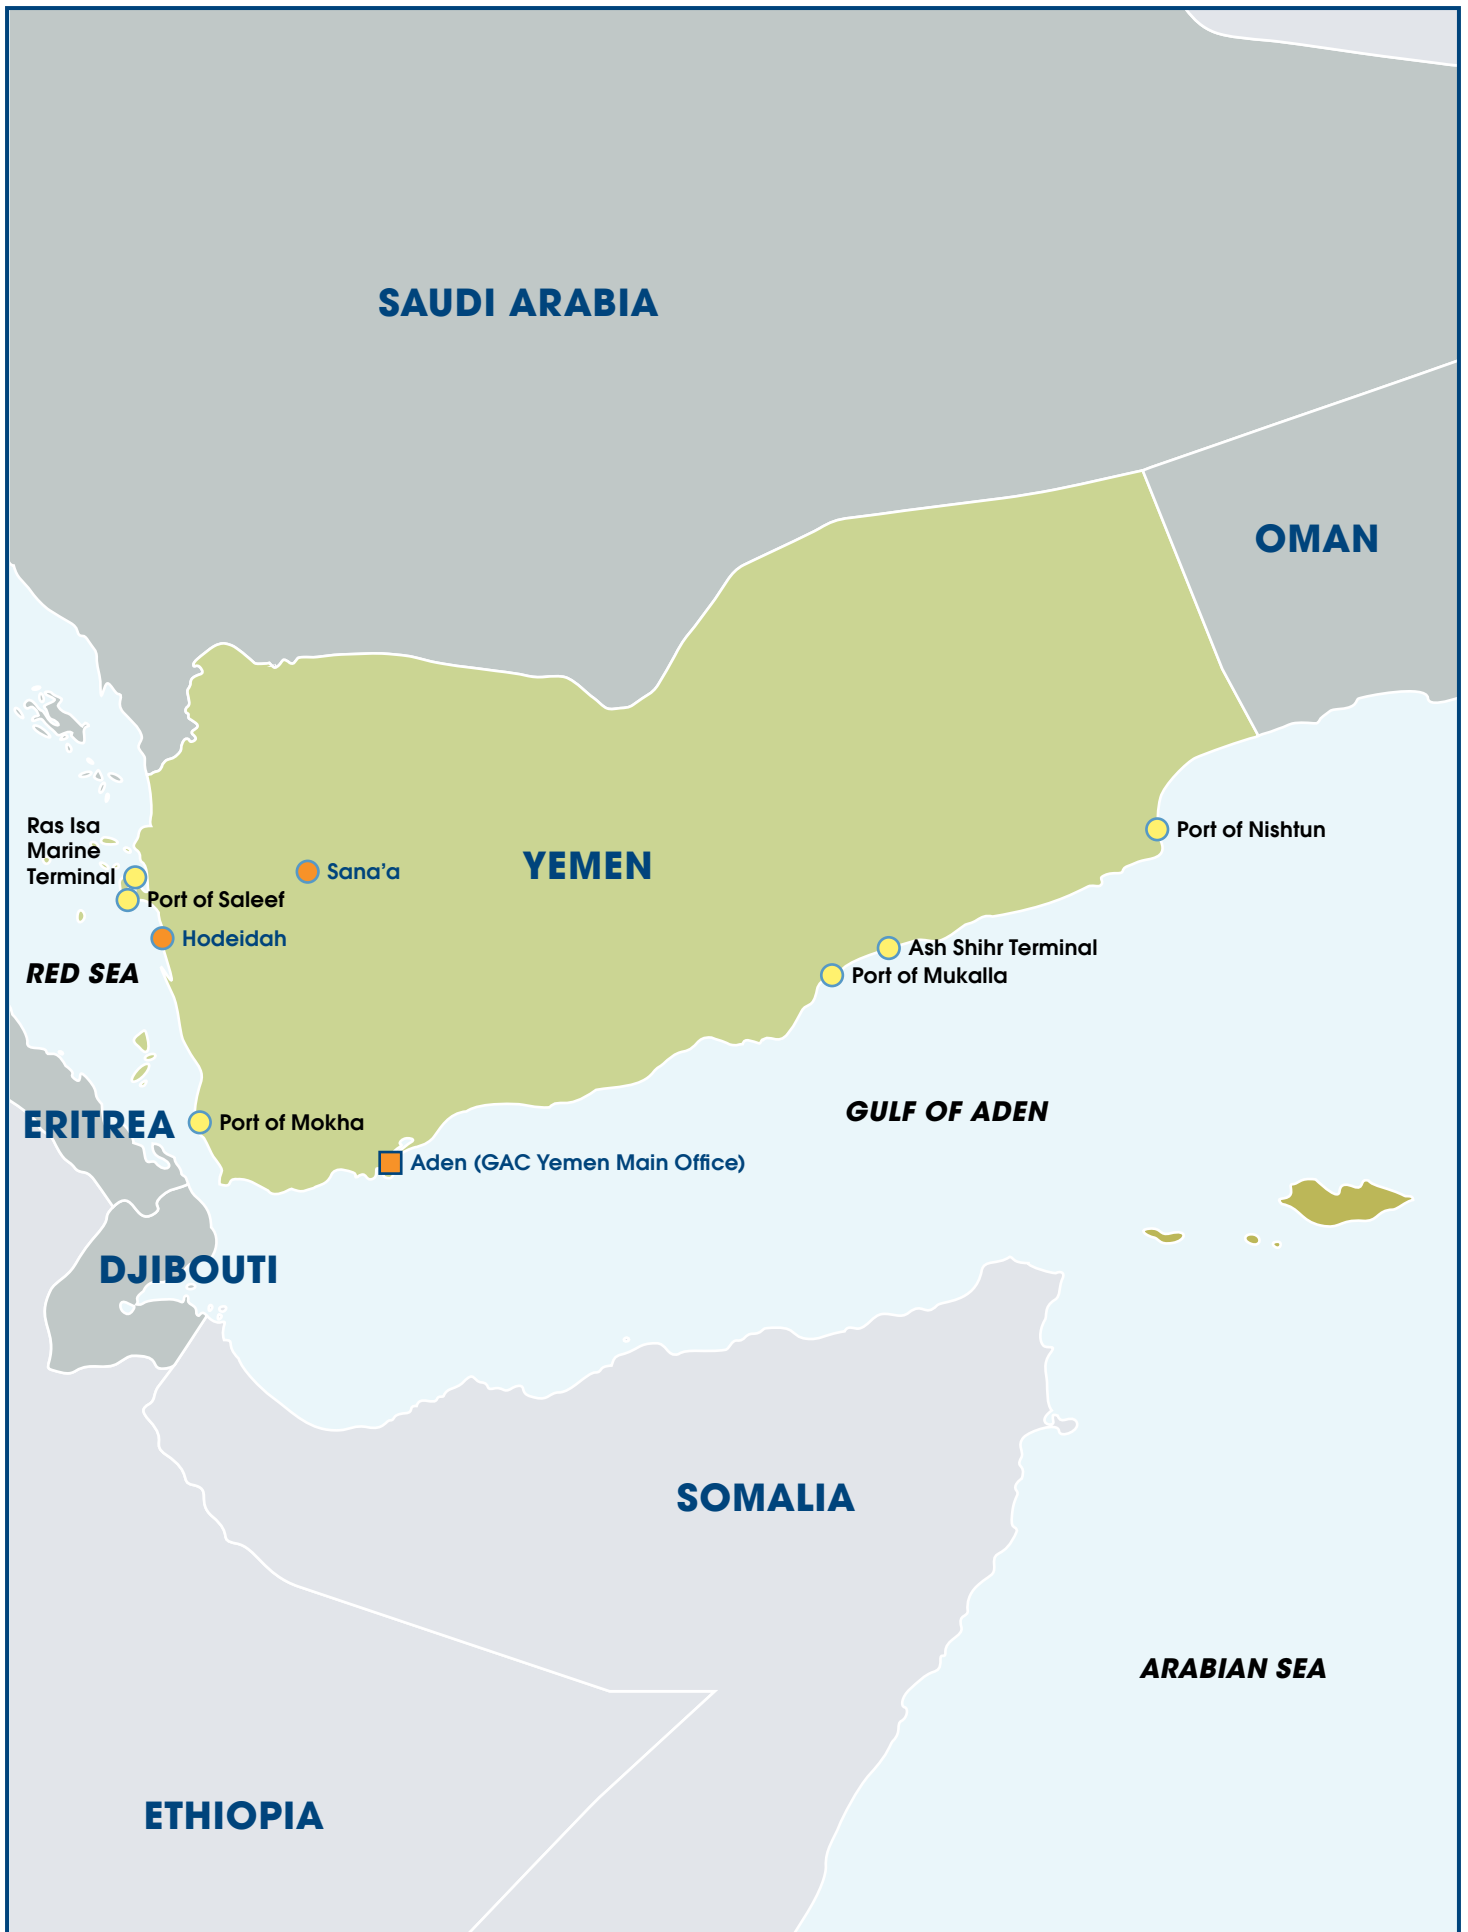 SAUDI ARABIA
OMAN
Ras Isa
Marine
Terminal
Port of Nishtun
YEMEN
Sana’a
Port of Saleef
Hodeidah
Ash Shihr Terminal
RED SEA
Port of Mukalla
GULF OF ADEN
ERITREA
Port of Mokha
Aden (GAC Yemen Main Office)
DJIBOUTI
SOMALIA
ARABIAN SEA
ETHIOPIA